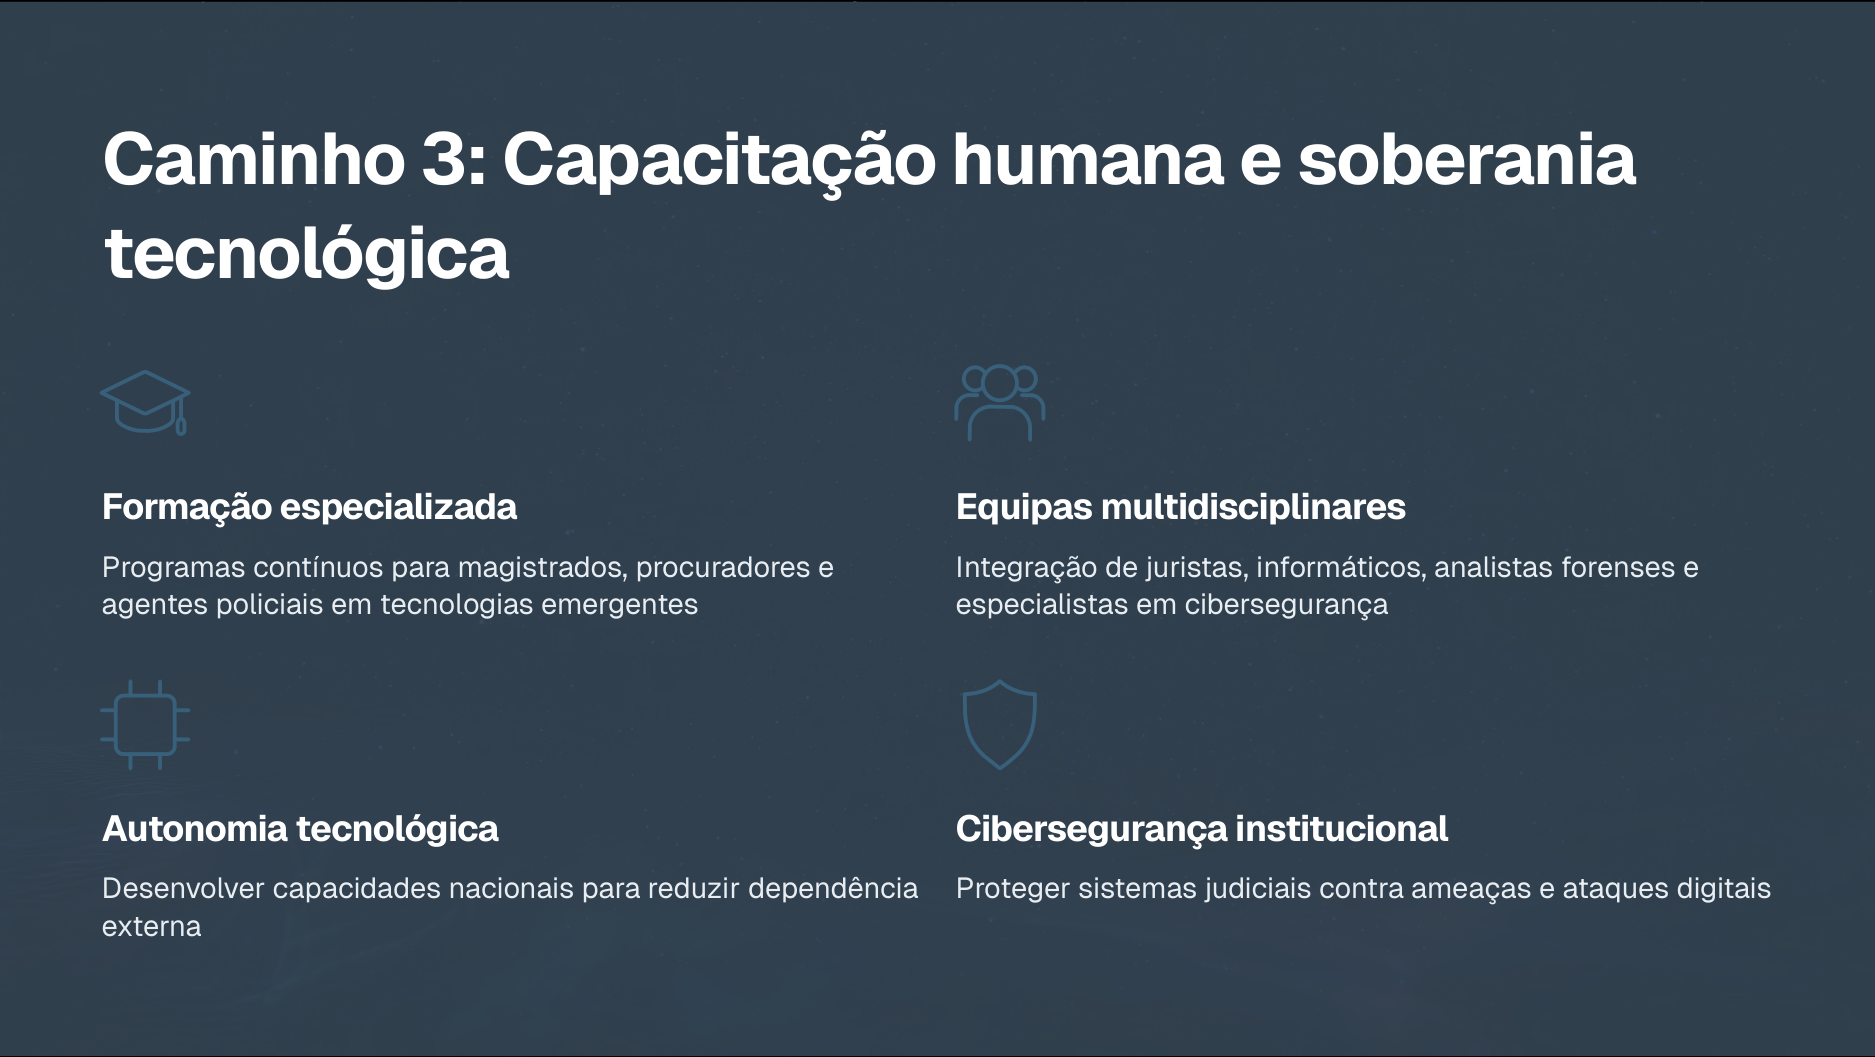 Caminho 3: Capacitação humana e soberania
tecnológica
Formação especializada
Programas contínuos para magistrados, procuradores e
agentes policiais em tecnologias emergentes
Equipas multidisciplinares
Integração de juristas, informáticos, analistas forenses e
especialistas em cibersegurança
Autonomia tecnológica
Desenvolver capacidades nacionais para reduzir dependência
externa
Cibersegurança institucional
Proteger sistemas judiciais contra ameaças e ataques digitais